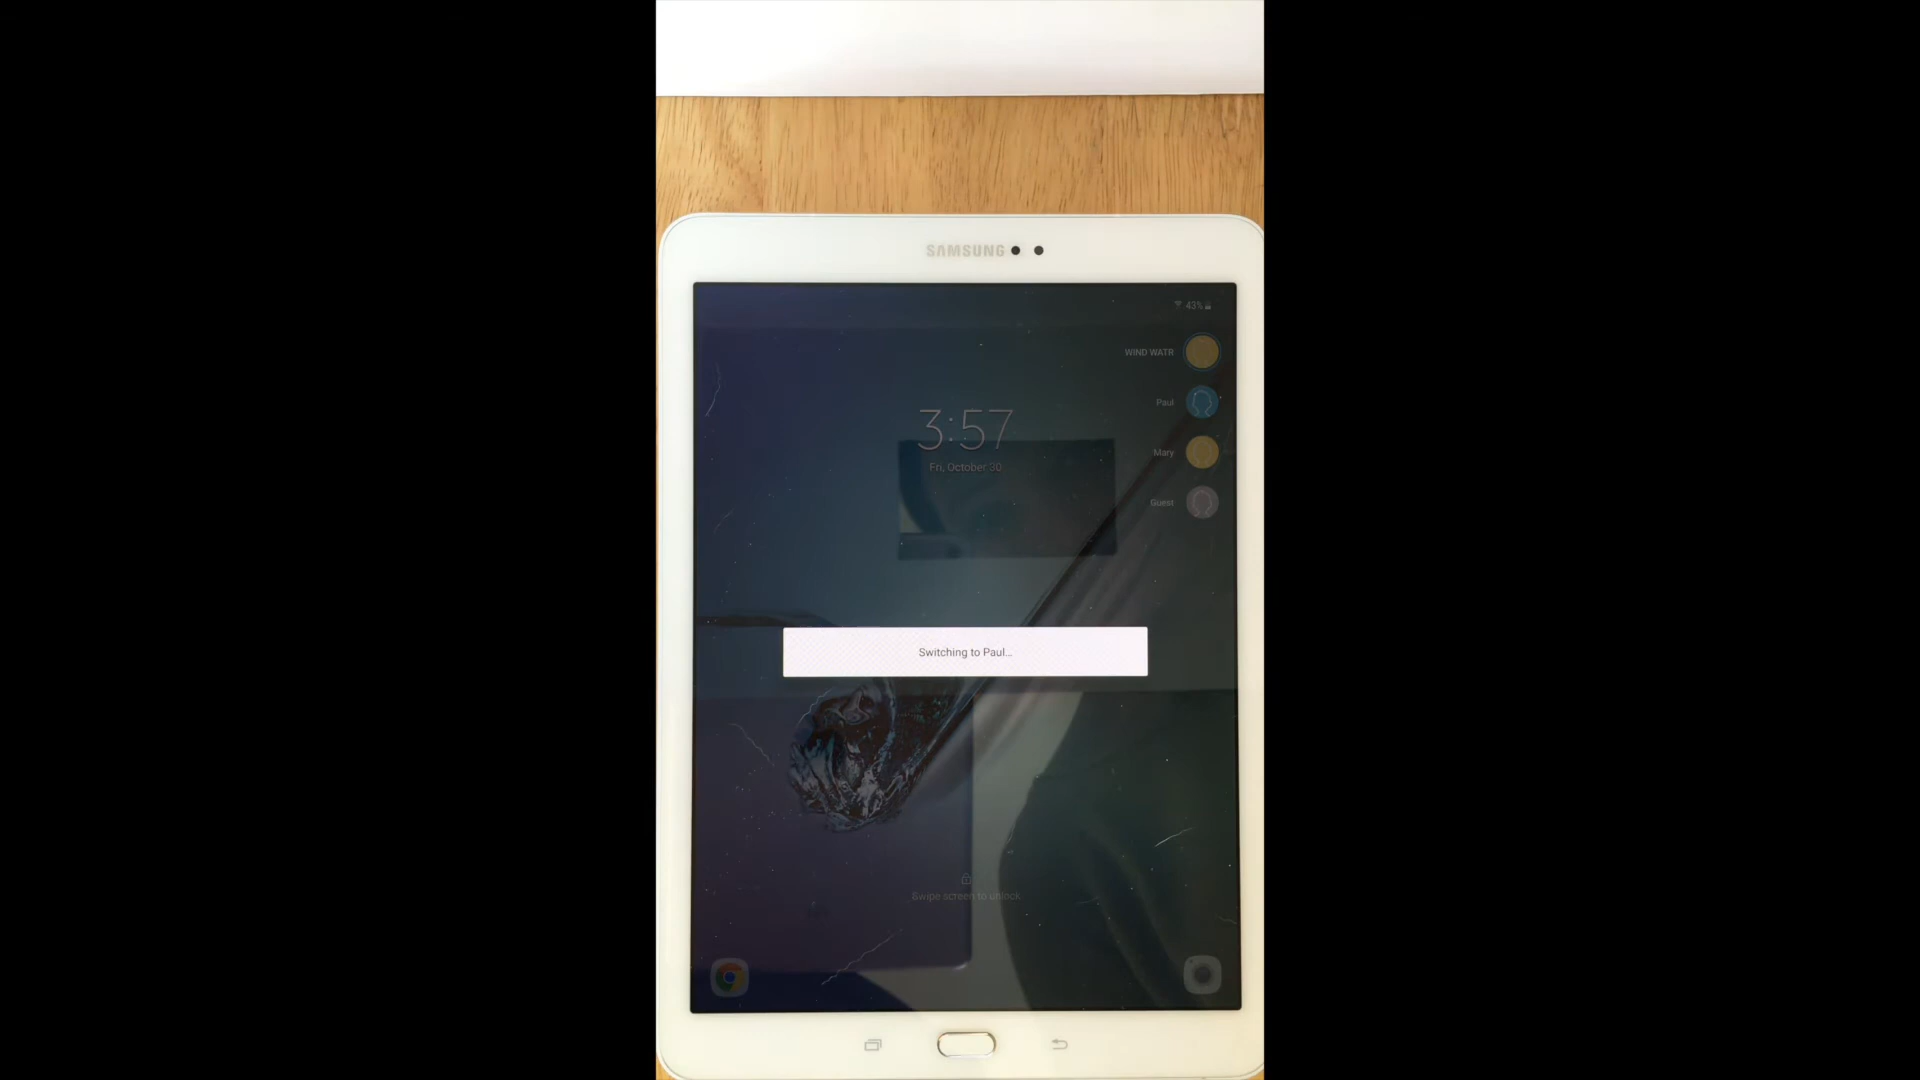 SAMSUNG
43%
WIND WATR
Paul
3:57
Mary
Fri, October 30
Guest
Switching to Paul...
Swipe screen to unlock